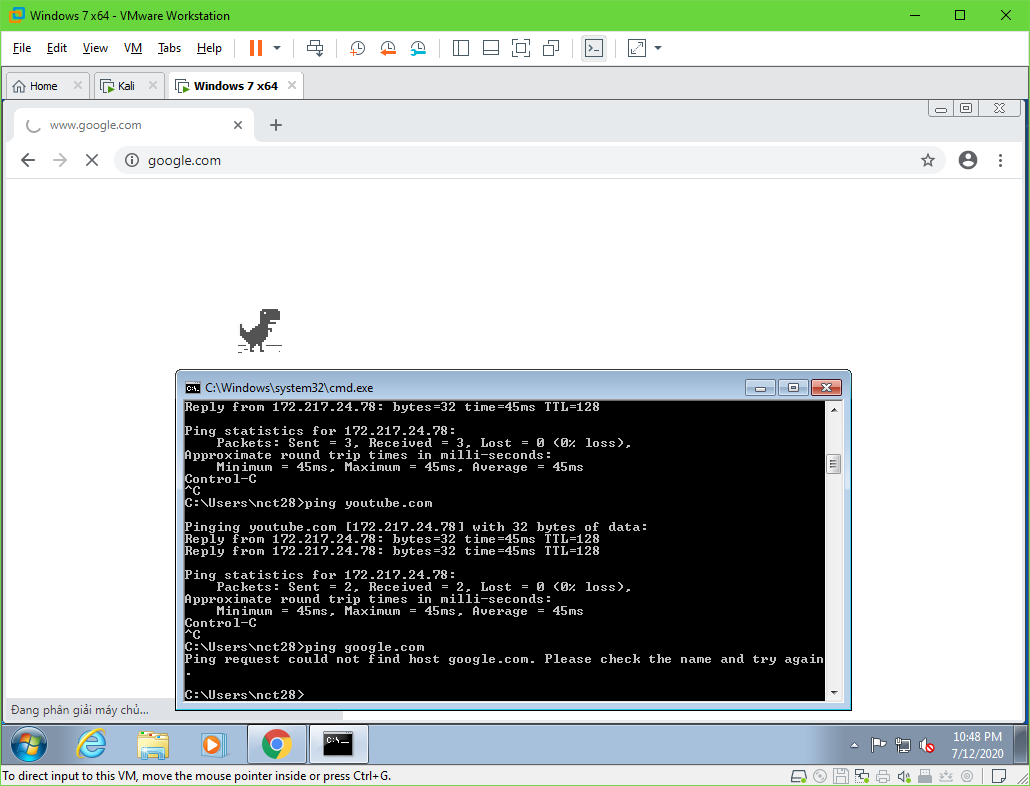 Windows 7 x64 - VMware Workstation
File Edit View VM Tabs Help
Home Kali Windows 7 x64
www.google.com
google.com
C:\Windows\system32\cmd.exe
Reply from 172.217.24.78: bytes=32 time=45ms TTL=128
Ping statistics for 172.217.24.78:
Packets: Sent = 3, Received = 3, Lost = 0 (0% loss),
Approximate round trip times in milli-seconds:
Minimum = 45ms, Maximum = 45ms, Average = 45ms
Control-C
^C
C:\Users\nct28>ping youtube.com
Pinging youtube.com [172.217.24.78] with 32 bytes of data:
Reply from 172.217.24.78: bytes=32 time=45ms TTL=128
Reply from 172.217.24.78: bytes=32 time=45ms TTL=128
Ping statistics for 172.217.24.78:
Packets: Sent = 2, Received = 2, Lost = 0 (0% loss),
Approximate round trip times in milli-seconds:
Minimum = 45ms, Maximum = 45ms, Average = 45ms
Control-C
^C
C:\Users\nct28>ping google.com
Ping request could not find host google.com. Please check the name and try again
.
C:\Users\nct28>
Đang phân giải máy chủ...
C:\_
10:48 PM
7/12/2020
To direct input to this VM, move the mouse pointer inside or press Ctrl+G.